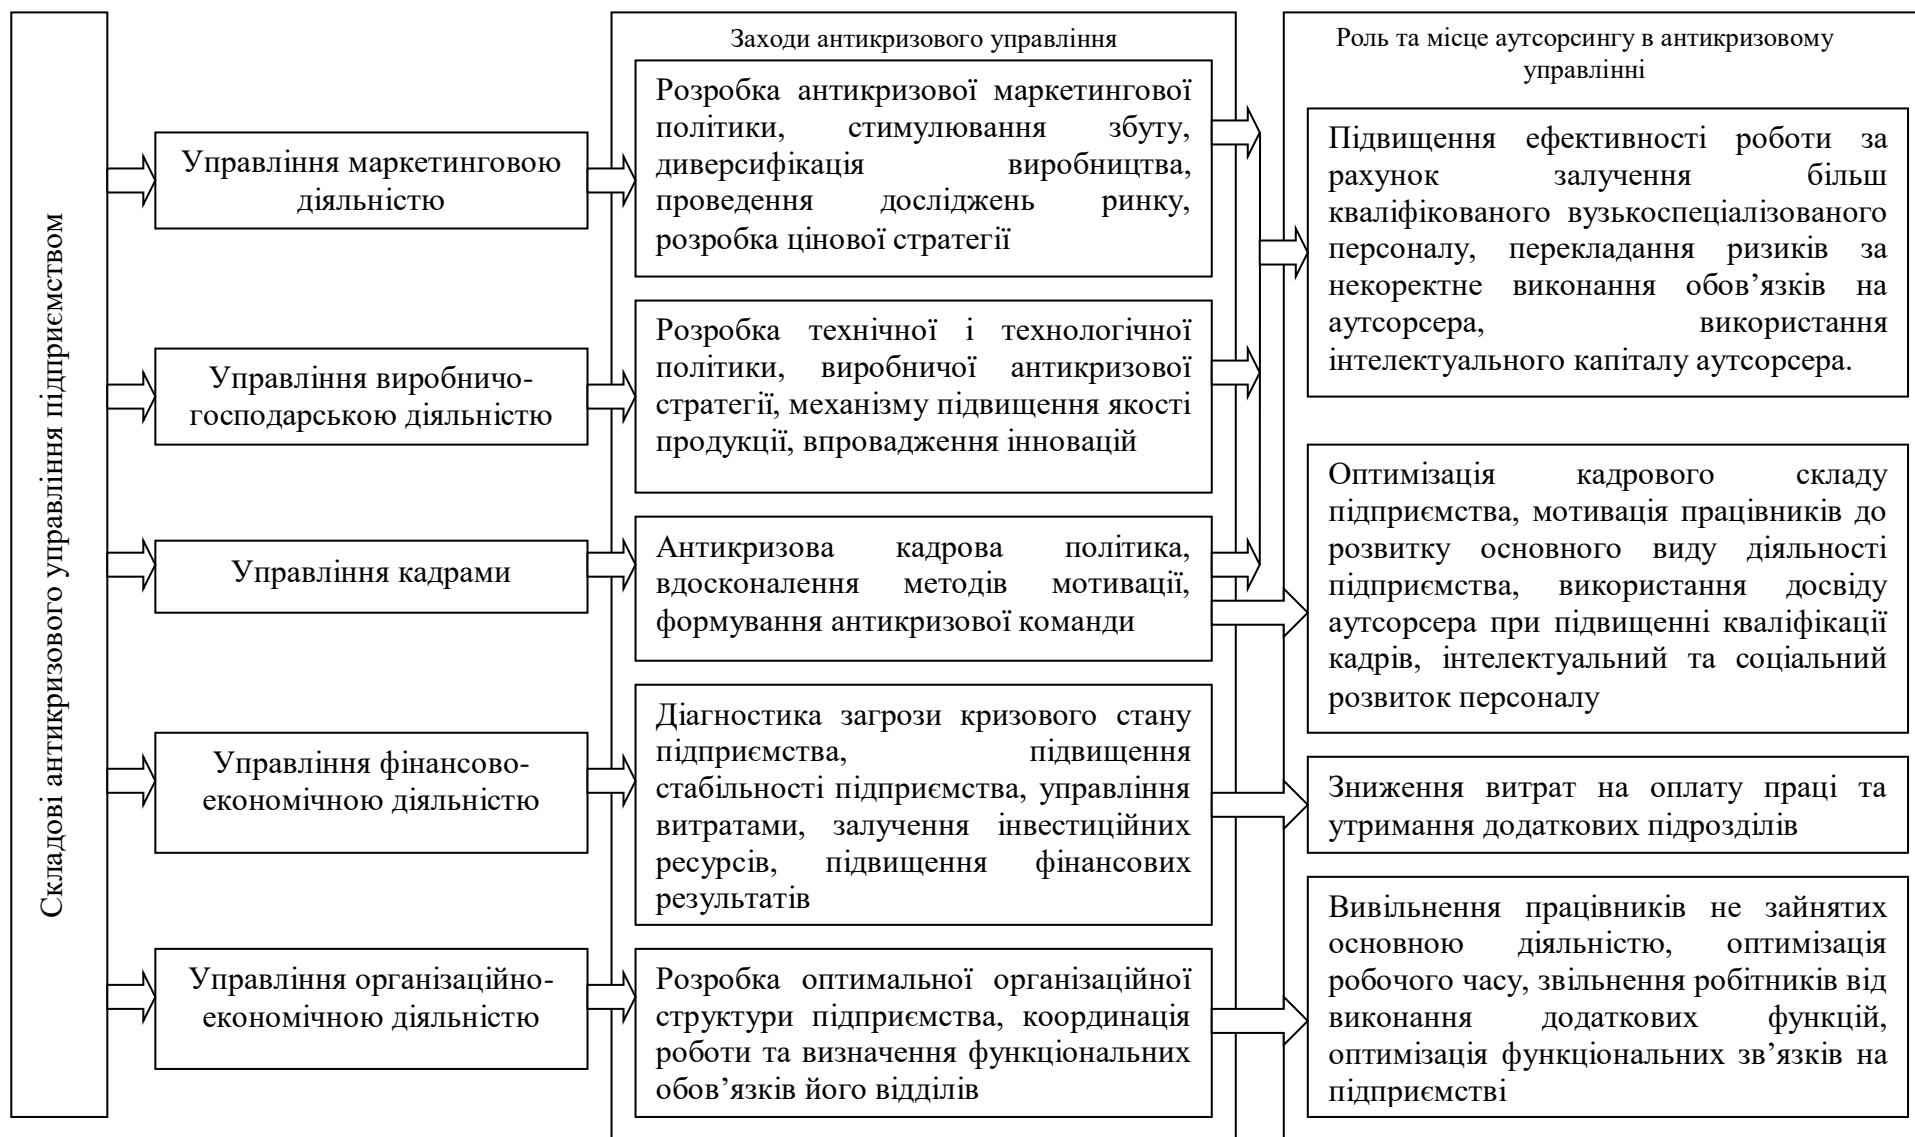 Складові антикризового управління підприємством
Управління маркетинговою
діяльністю
Управління виробничо-
господарською діяльністю
Управління кадрами
Управління фінансово-
економічною діяльністю
Управління організаційно-
економічною діяльністю
Заходи антикризового управління
Розробка антикризової маркетингової
політики, стимулювання збуту,
диверсифікація виробництва,
проведення досліджень ринку,
розробка цінової стратегії
Розробка технічної і технологічної
політики, виробничої антикризової
стратегії, механізму підвищення якості
продукції, впровадження інновацій
Антикризова кадрова політика,
вдосконалення методів мотивації,
формування антикризової команди
Діагностика загрози кризового стану
підприємства, підвищення
стабільності підприємства, управління
витратами, залучення інвестиційних
ресурсів, підвищення фінансових
результатів
Розробка оптимальної організаційної
структури підприємства, координація
роботи та визначення функціональних
обов’язків його відділів
Роль та місце аутсорсингу в антикризовому
управлінні
Підвищення ефективності роботи за
рахунок залучення більш
кваліфікованого вузькоспеціалізованого
персоналу, перекладання ризиків за
некоректне виконання обов’язків на
аутсорсера, використання
інтелектуального капіталу аутсорсера.
Оптимізація кадрового складу
підприємства, мотивація працівників до
розвитку основного виду діяльності
підприємства, використання досвіду
аутсорсера при підвищенні кваліфікації
кадрів, інтелектуальний та соціальний
розвиток персоналу
Зниження витрат на оплату праці та
утримання додаткових підрозділів
Вивільнення працівників не зайнятих
основною діяльністю, оптимізація
робочого часу, звільнення робітників від
виконання додаткових функцій,
оптимізація функціональних зв’язків на
підприємстві